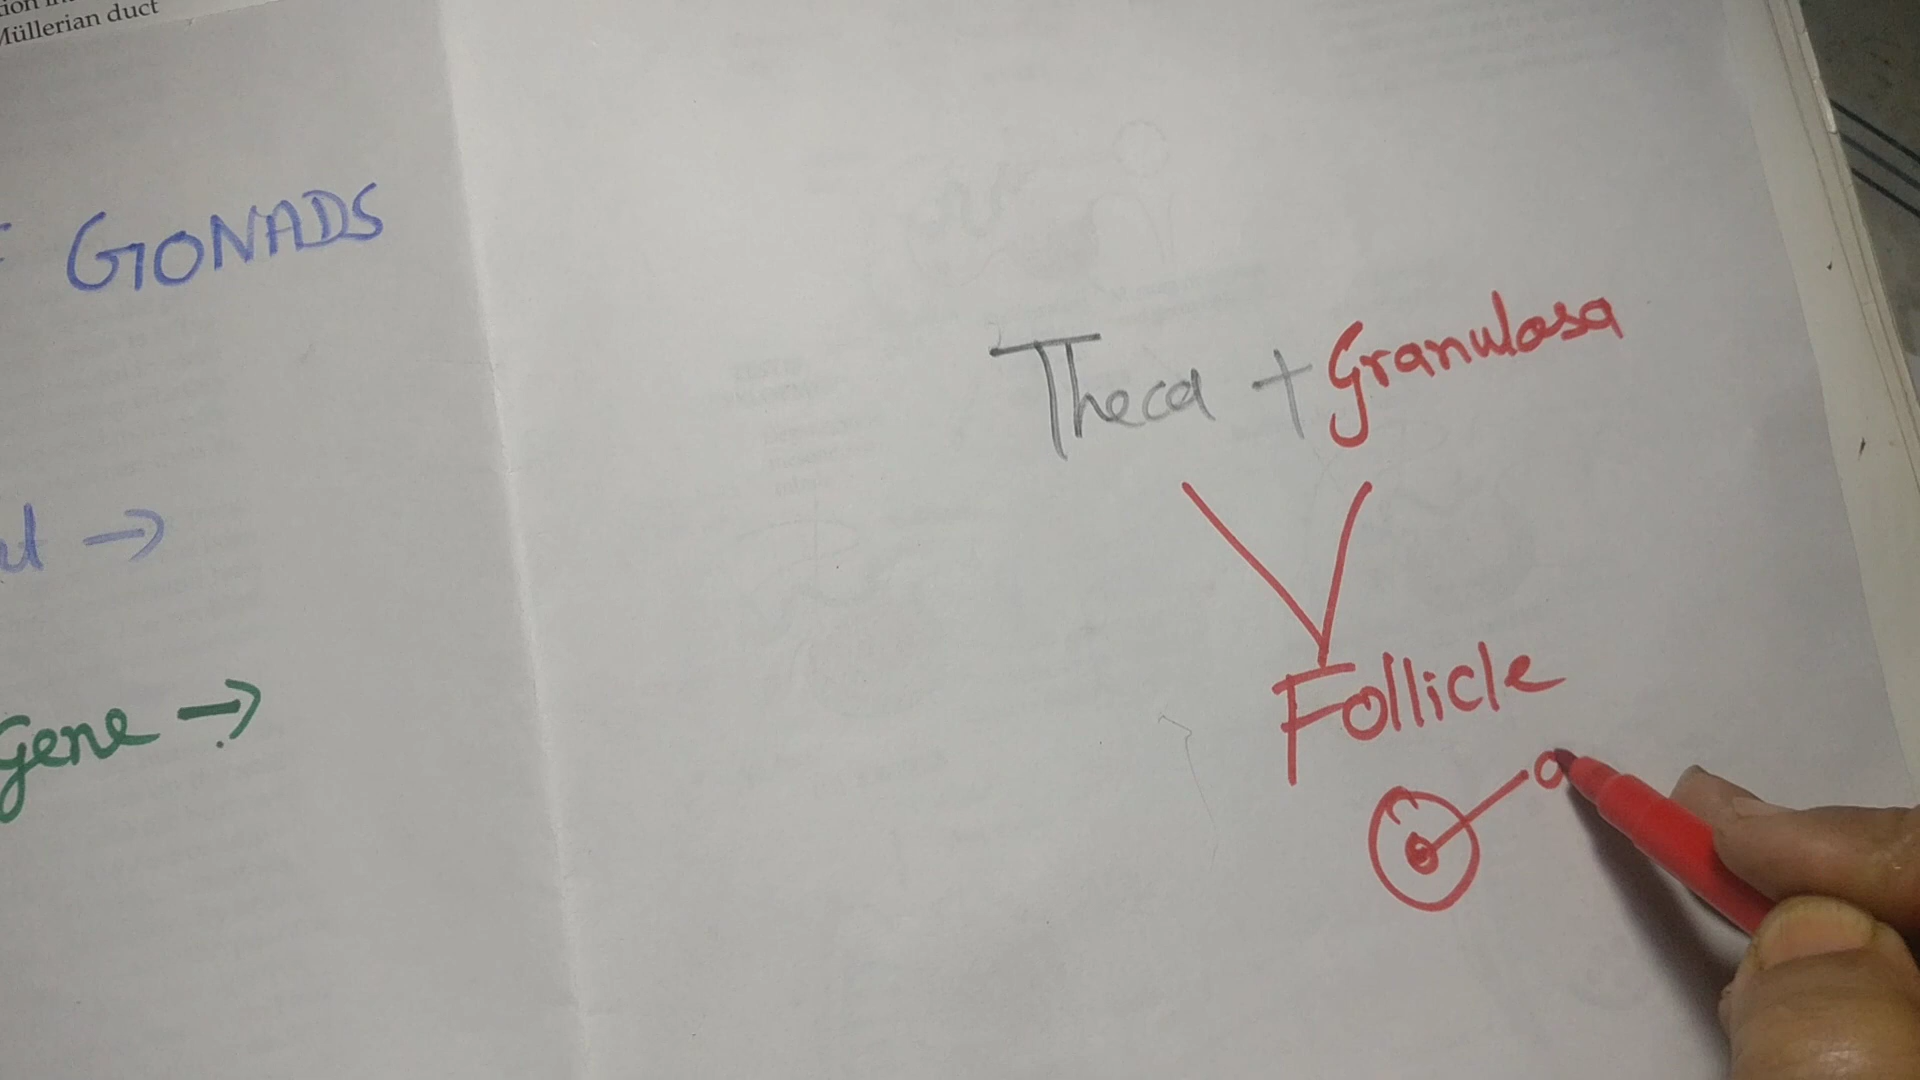 Müllerian duct
GONADS
Theca + Granulosa
→
Follicle
Gene →